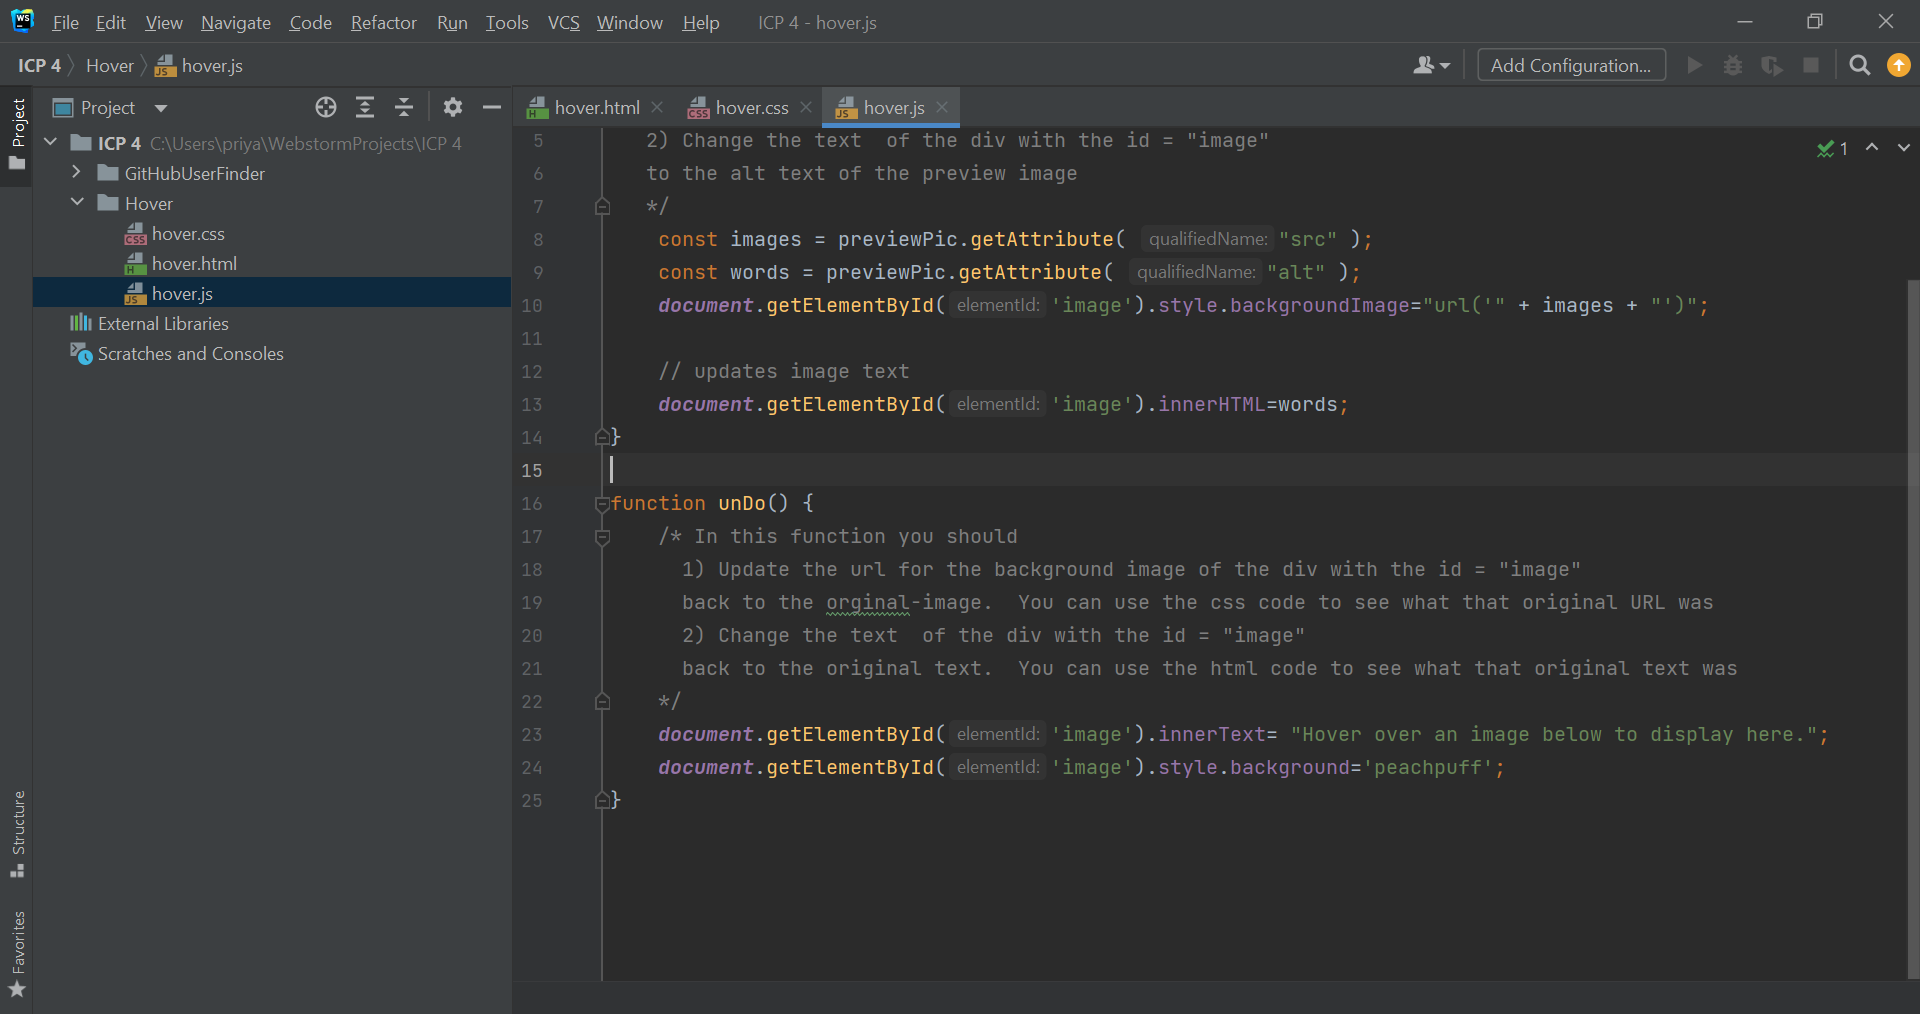 WS File Edit View Navigate Code Refactor Run Tools VCS Window Help ICP 4 - hover.js
ICP 4 Hover JS hover.js Add Configuration...
Project
Project
ICP 4 C:\Users\priya\WebstormProjects\ICP 4
GitHubUserFinder
Hover
CSS hover.css
H hover.html
JS hover.js
External Libraries
Scratches and Consoles
Structure
Favorites
H hover.html CSS hover.css JS hover.js
1
5 2) Change the text  of the div with the id = "image"
6 to the alt text of the preview image
7 */
8 const images = previewPic.getAttribute( qualifiedName: "src" );
9 const words = previewPic.getAttribute( qualifiedName: "alt" );
10 document.getElementById( elementId: 'image').style.backgroundImage="url('" + images + "')";
11
12 // updates image text
13 document.getElementById( elementId: 'image').innerHTML=words;
14 }
15
16 function unDo() {
17 /* In this function you should
18 1) Update the url for the background image of the div with the id = "image"
19 back to the orginal-image.  You can use the css code to see what that original URL was
20 2) Change the text  of the div with the id = "image"
21 back to the original text.  You can use the html code to see what that original text was
22 */
23 document.getElementById( elementId: 'image').innerText= "Hover over an image below to display here.";
24 document.getElementById( elementId: 'image').style.background='peachpuff';
25 }